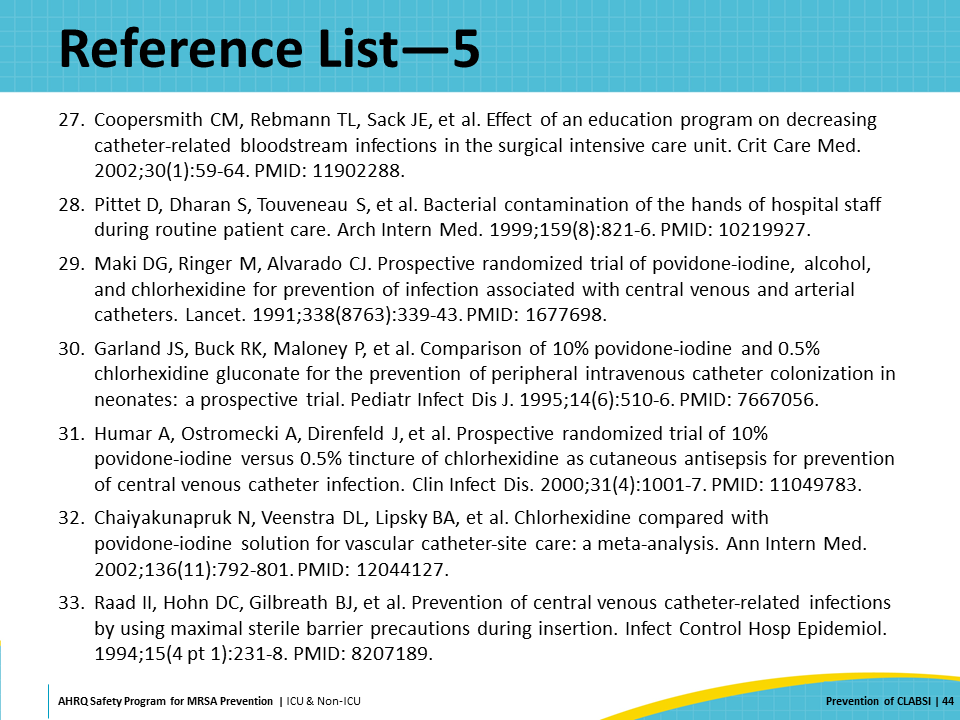 Reference List—5
27. Coopersmith CM, Rebmann TL, Sack JE, et al. Effect of an education program on decreasing
catheter-related bloodstream infections in the surgical intensive care unit. Crit Care Med.
2002;30(1):59-64. PMID: 11902288.
28. Pittet D, Dharan S, Touveneau S, et al. Bacterial contamination of the hands of hospital staff
during routine patient care. Arch Intern Med. 1999;159(8):821-6. PMID: 10219927.
29. Maki DG, Ringer M, Alvarado CJ. Prospective randomized trial of povidone-iodine, alcohol,
and chlorhexidine for prevention of infection associated with central venous and arterial
catheters. Lancet. 1991;338(8763):339-43. PMID: 1677698.
30. Garland JS, Buck RK, Maloney P, et al. Comparison of 10% povidone-iodine and 0.5%
chlorhexidine gluconate for the prevention of peripheral intravenous catheter colonization in
neonates: a prospective trial. Pediatr Infect Dis J. 1995;14(6):510-6. PMID: 7667056.
31. Humar A, Ostromecki A, Direnfeld J, et al. Prospective randomized trial of 10%
povidone-iodine versus 0.5% tincture of chlorhexidine as cutaneous antisepsis for prevention
of central venous catheter infection. Clin Infect Dis. 2000;31(4):1001-7. PMID: 11049783.
32. Chaiyakunapruk N, Veenstra DL, Lipsky BA, et al. Chlorhexidine compared with
povidone-iodine solution for vascular catheter-site care: a meta-analysis. Ann Intern Med.
2002;136(11):792-801. PMID: 12044127.
33. Raad II, Hohn DC, Gilbreath BJ, et al. Prevention of central venous catheter-related infections
by using maximal sterile barrier precautions during insertion. Infect Control Hosp Epidemiol.
1994;15(4 pt 1):231-8. PMID: 8207189.
AHRQ Safety Program for MRSA Prevention | ICU & Non-ICU
Prevention of CLABSI | 44